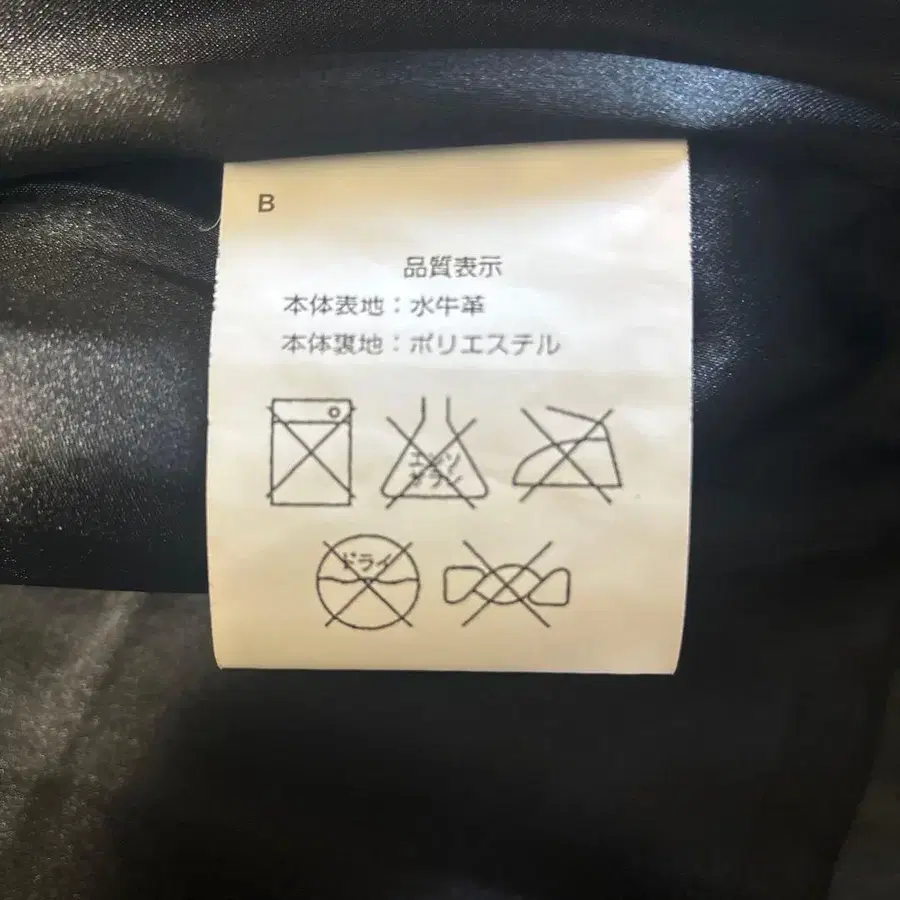 B
品質表示
本体表地：水牛革
本体裏地：ポリエステル
エンソ
サラシ
ドライ